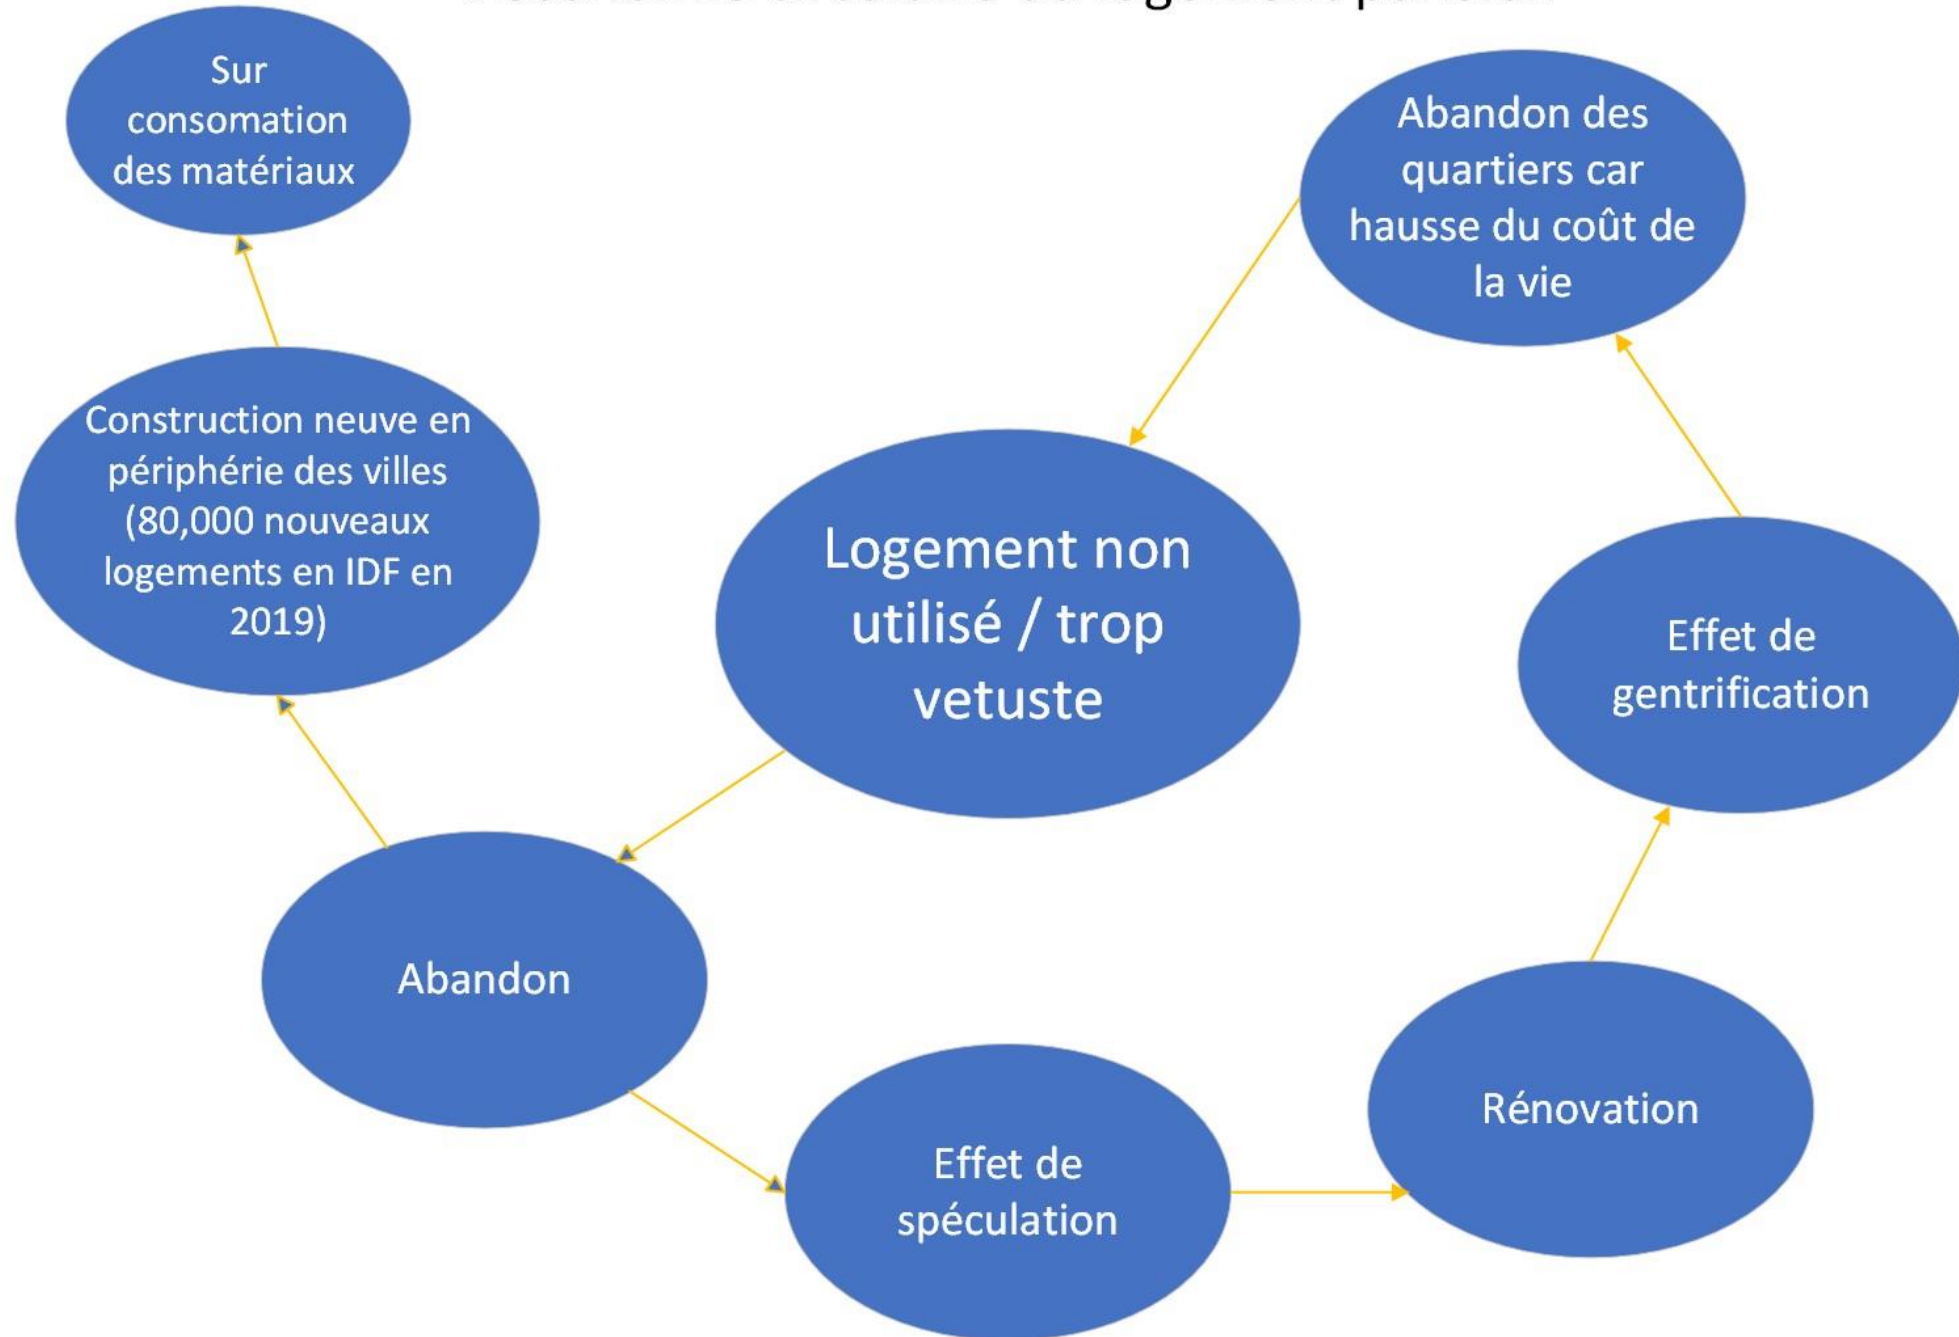 du logement
Sur
consomation
des matériaux
Abandon des
quartiers car
hausse du coût de
la vie
Construction neuve en
périphérie des villes
(80,000 nouveaux
logements en IDF en
2019)
Logement non
utilisé / trop
vetuste
Effet de
gentrification
Abandon
Rénovation
Effet de
spéculation